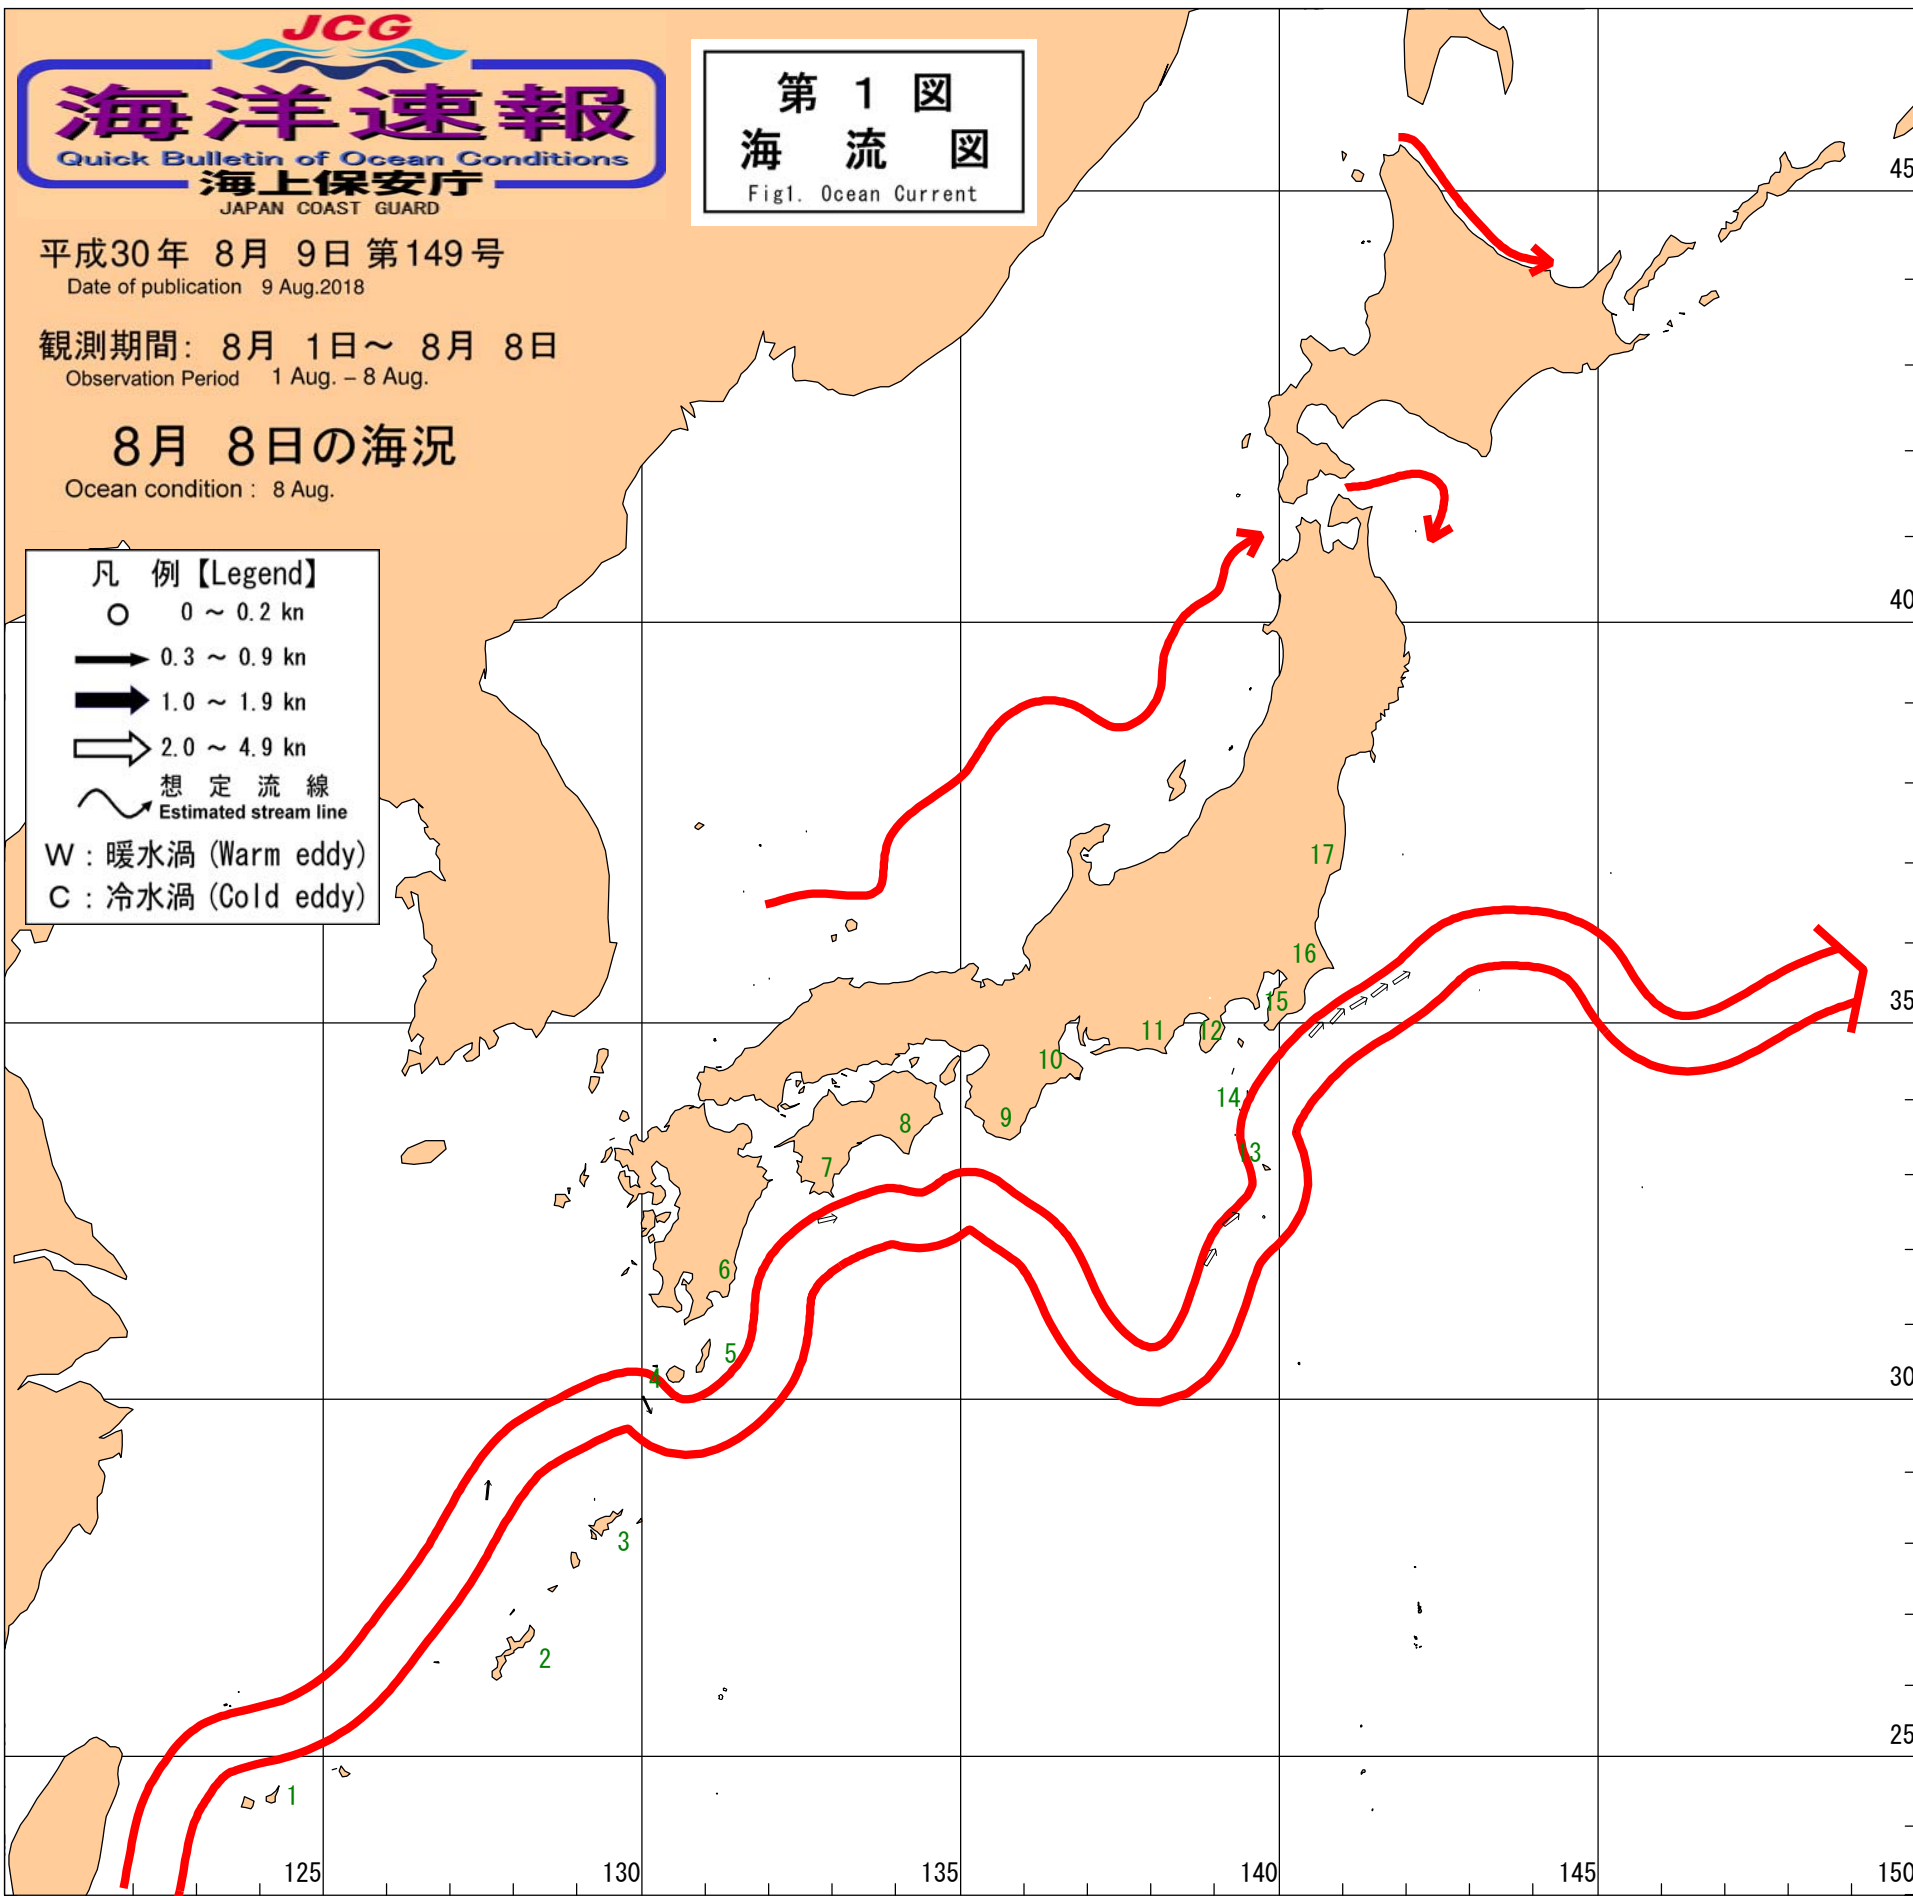 JCG
海洋速報
Quick Bulletin of Ocean Conditions
海上保安庁
JAPAN COAST GUARD
第 1 図
海 流 図
Fig1. Ocean Current
平成30年 8月 9日 第149号
Date of publication 9 Aug.2018
観測期間: 8月 1日～ 8月 8日
Observation Period 1 Aug. – 8 Aug.
8月 8日の海況
Ocean condition : 8 Aug.
凡 例【Legend】
0 ～ 0.2 kn
0.3 ～ 0.9 kn
1.0 ～ 1.9 kn
2.0 ～ 4.9 kn
想 定 流 線
Estimated stream line
W : 暖水渦 (Warm eddy)
C : 冷水渦 (Cold eddy)
45
40
35
30
25
17
16
15
14
13
12
11
10
9
8
7
6
5
4
3
2
1
125
130
135
140
145
150